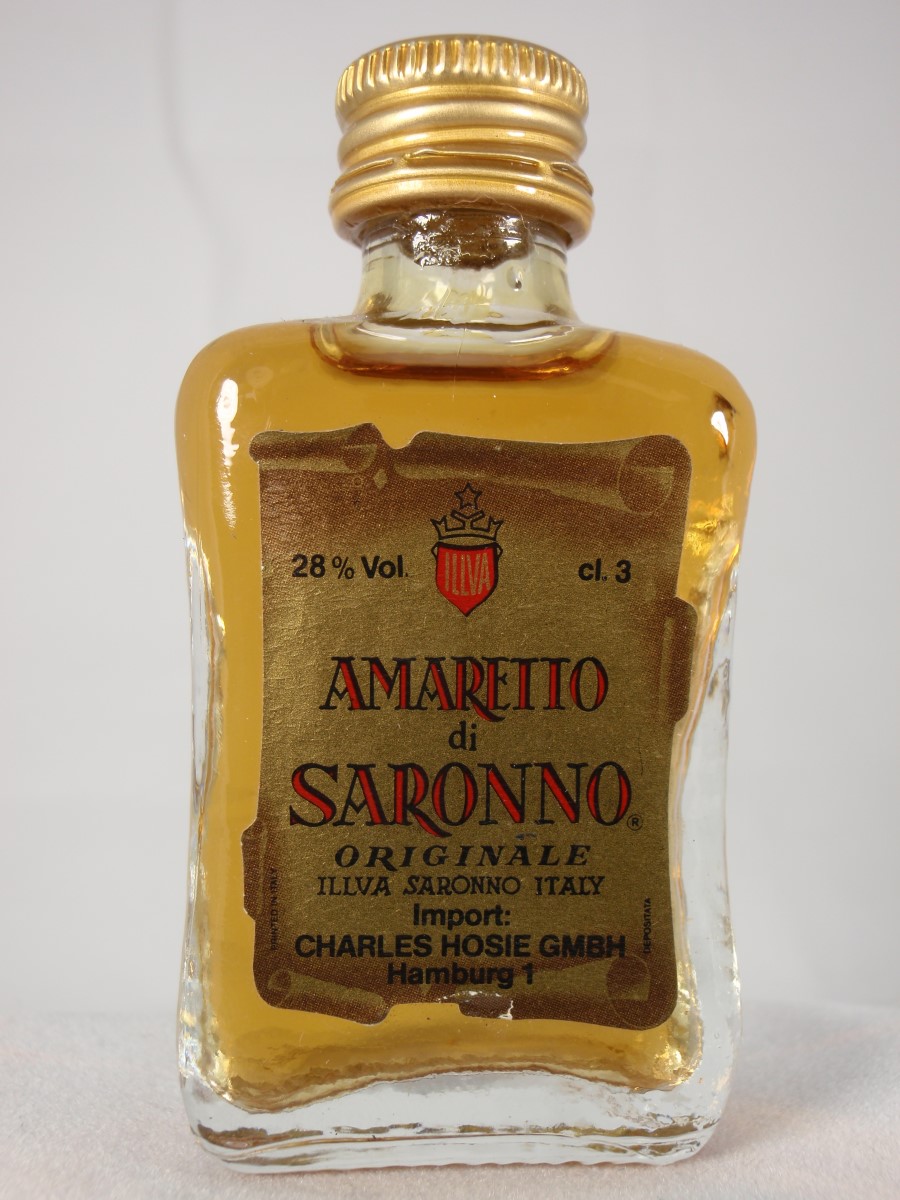 ILLVA
28% Vol.
cl. 3
AMARETTO
di
SARONNO®
ORIGINALE
ILLVA SARONNO ITALY
Import:
CHARLES HOSIE GMBH
Hamburg 1
PRINTED IN ITALY
DEPOSITATA